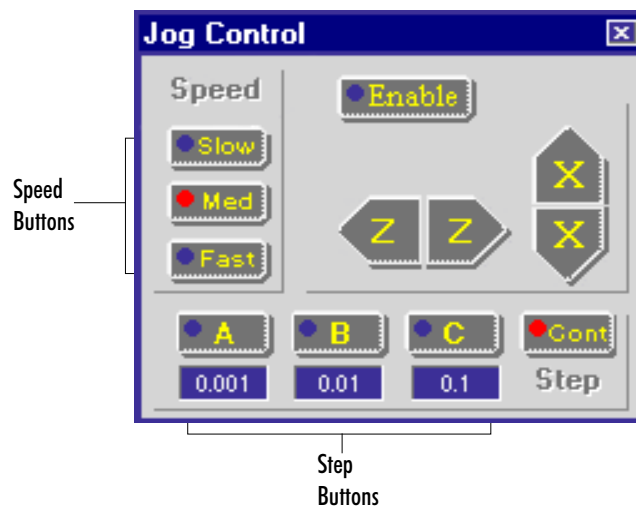 Jog Control
Speed
Enable
Slow
Med
Fast
Speed
Buttons
Z Z
X
X
A B C Cont
0.001 0.01 0.1
Step
Step
Buttons